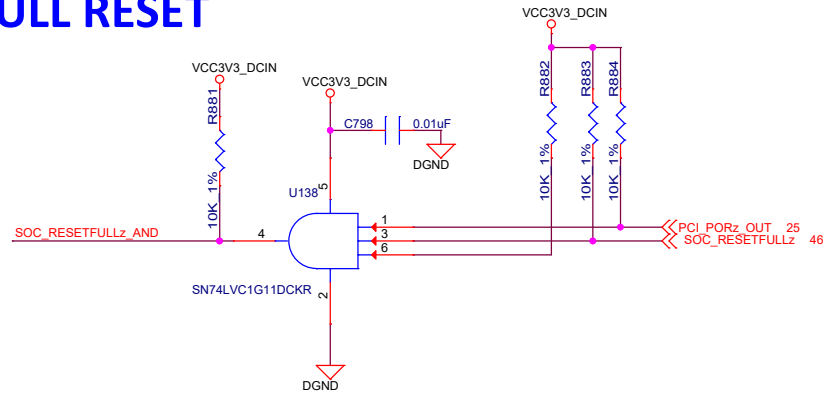 ULL RESET
VCC3V3_DCIN
VCC3V3_DCIN
VCC3V3_DCIN
R881
10K 1%
C798
0.01uF
DGND
R882
R883
R884
10K 1%
10K 1%
10K 1%
U138
5
SOC_RESETFULLz_AND
4
1
3
6
PCI_PORz_OUT 25
SOC_RESETFULLz 46
SN74LVC1G11DCKR
2
DGND